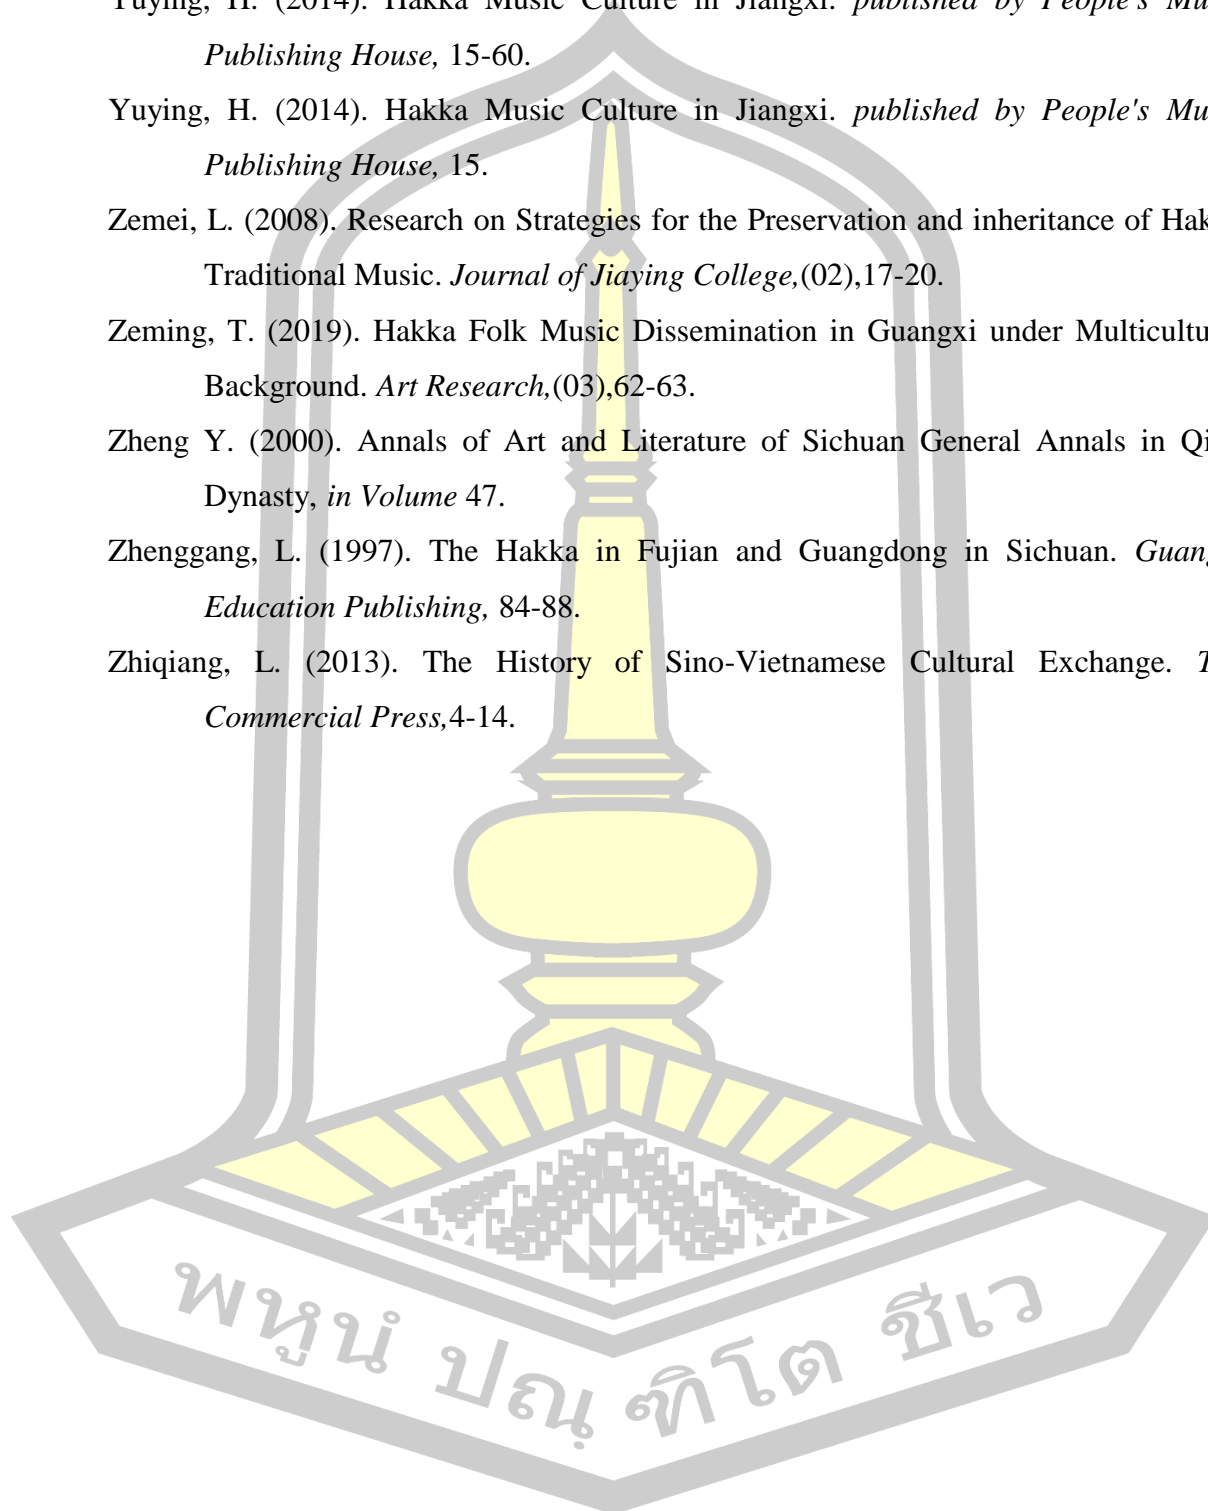 Yuying, H. (2014). Hakka Music Culture in Jiangxi. published by People's Mu
Publishing House, 15-60.
Yuying, H. (2014). Hakka Music Culture in Jiangxi. published by People's Mu
Publishing House, 15.
Zemei, L. (2008). Research on Strategies for the Preservation and inheritance of Hak
Traditional Music. Journal of Jiaying College,(02),17-20.
Zeming, T. (2019). Hakka Folk Music Dissemination in Guangxi under Multicultu
Background. Art Research,(03),62-63.
Zheng Y. (2000). Annals of Art and Literature of Sichuan General Annals in Qi
Dynasty, in Volume 47.
Zhenggang, L. (1997). The Hakka in Fujian and Guangdong in Sichuan. Guang
Education Publishing, 84-88.
Zhiqiang, L. (2013). The History of Sino-Vietnamese Cultural Exchange. T
Commercial Press,4-14.
พหูนํ ปณฺฑิโต ชีเว